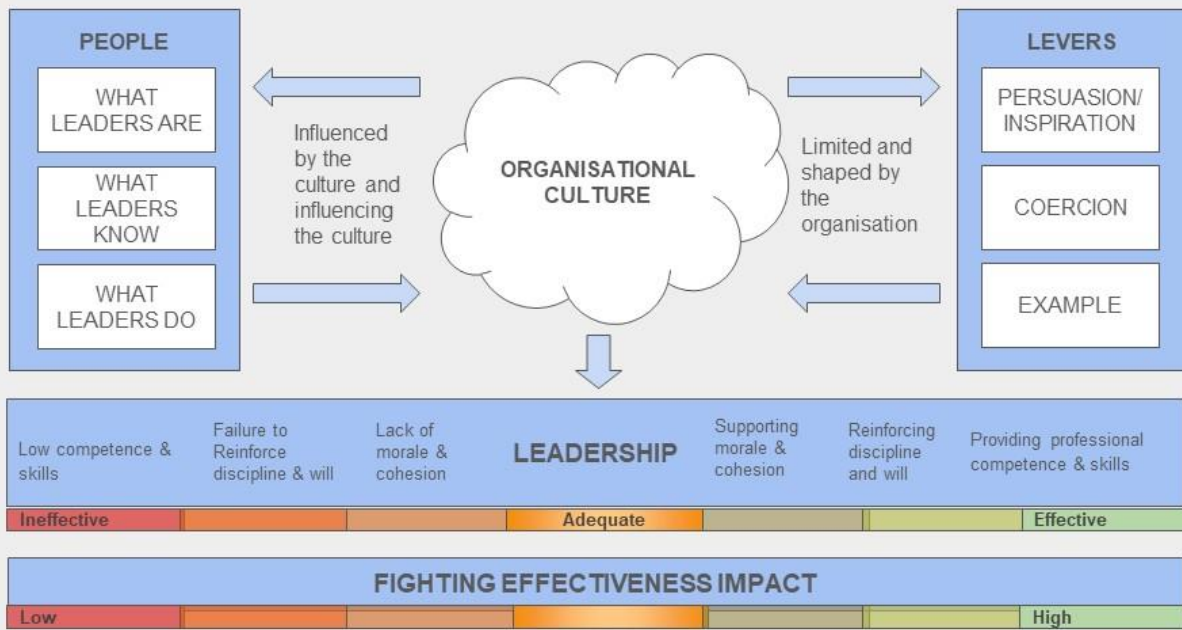 PEOPLE
WHAT
LEADERS ARE
WHAT
LEADERS
KNOW
WHAT
LEADERS DO
Influenced
by the
culture and
influencing
the culture
ORGANISATIONAL
CULTURE
Limited and
shaped by
the
organisation
LEVERS
PERSUASION/
INSPIRATION
COERCION
EXAMPLE
Low competence &
skills
Failure to
Reinforce
discipline & will
Lack of
morale &
cohesion
LEADERSHIP
Supporting
morale &
cohesion
Reinforcing
discipline
and will
Providing professional
competence & skills
Ineffective
Adequate
Effective
FIGHTING EFFECTIVENESS IMPACT
Low
High